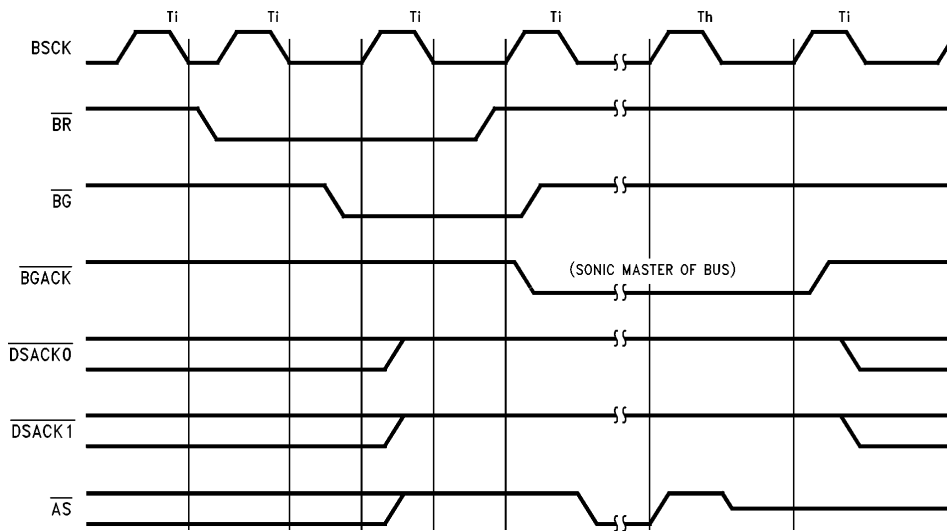 Ti Ti Ti Ti Th Ti
BSCK
BR
BG
BGACK
(SONIC MASTER OF BUS)
DSACK0
DSACK1
AS